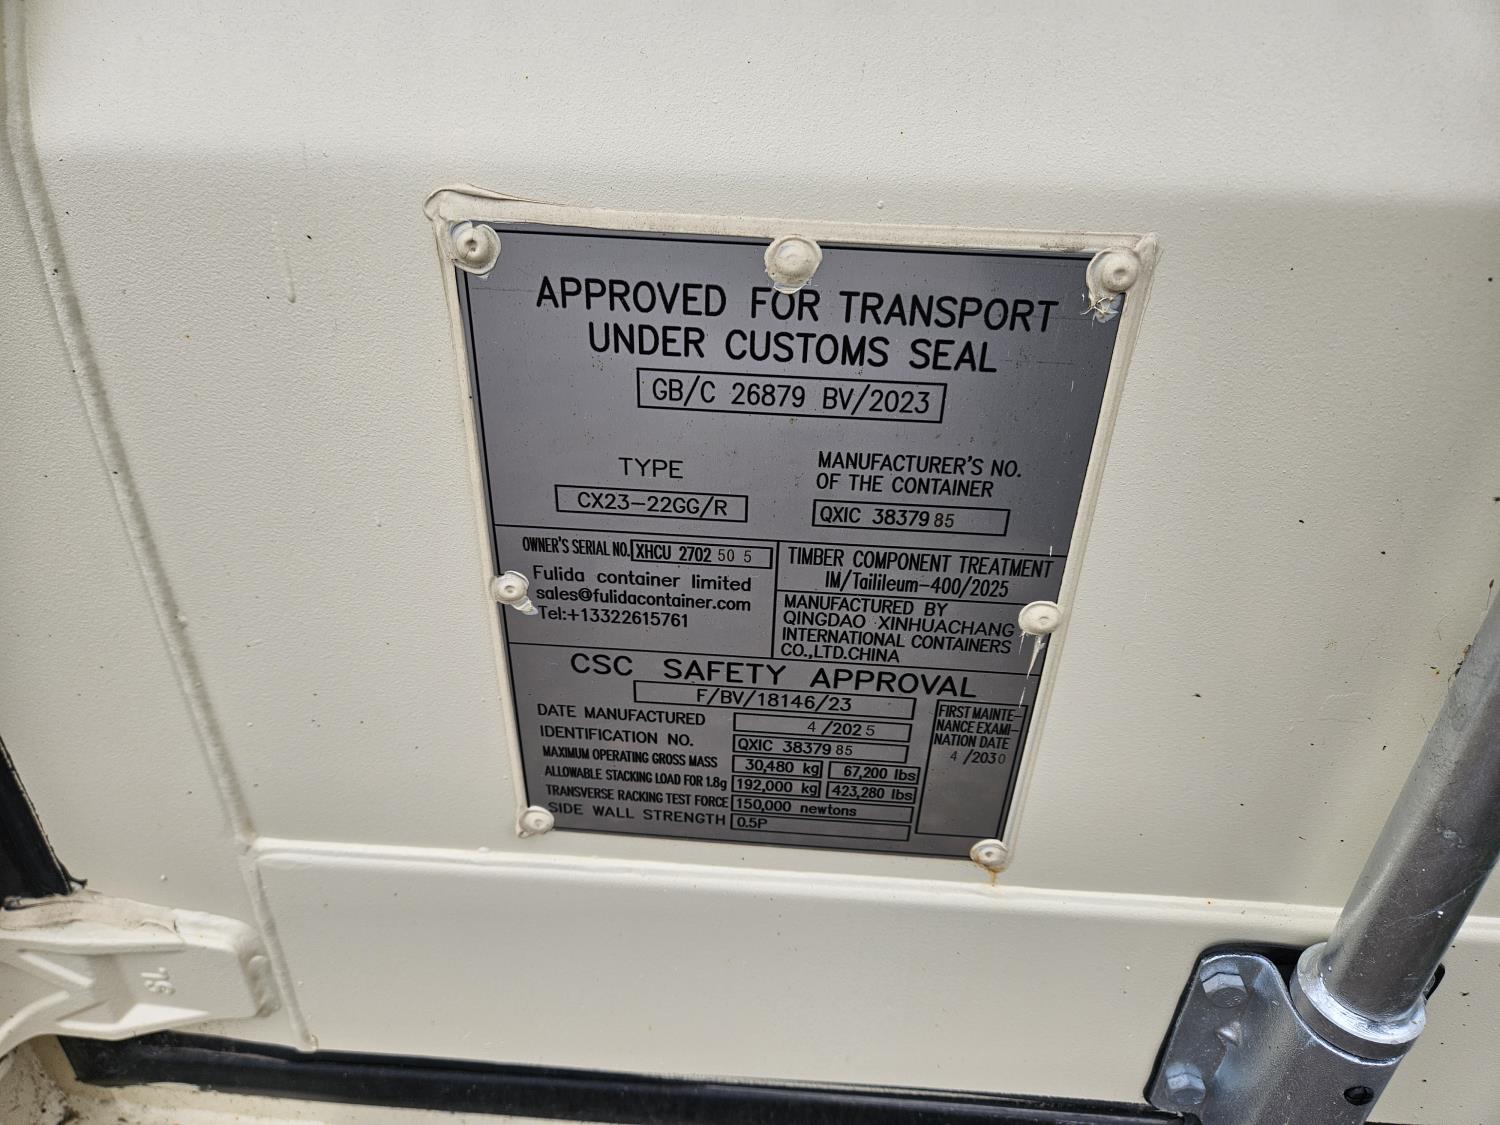 APPROVED FOR TRANSPORT
UNDER CUSTOMS SEAL
GB/C 26879 BV/2023
TYPE
CX23-22GG/R
MANUFACTURER'S NO.
OF THE CONTAINER
QXIC 3837985
OWNER'S SERIAL NO. XHCU 2702 50 5
Fulida container limited
sales@fulidacontainer.com
Tel:+13322615761
TIMBER COMPONENT TREATMENT
IM/Tailileum-400/2025
MANUFACTURED BY
QINGDAO XINHUACHANG
INTERNATIONAL CONTAINERS
CO.,LTD.CHINA
CSC SAFETY APPROVAL
F/BV/18146/23
DATE MANUFACTURED 4/2025
IDENTIFICATION NO. QXIC 3837985
MAXIMUM OPERATING GROSS MASS 30,480 kg 67,200 lbs
ALLOWABLE STACKING LOAD FOR 1.8g 192,000 kg 423,280 lbs
TRANSVERSE RACKING TEST FORCE 150,000 newtons
SIDE WALL STRENGTH 0.5P
FIRST MAINTE-
NANCE EXAMI-
NATION DATE
4/2030
SL